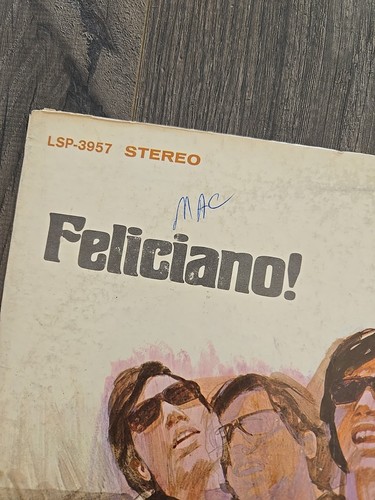 LSP-3957 STEREO
MAC
Feliciano!